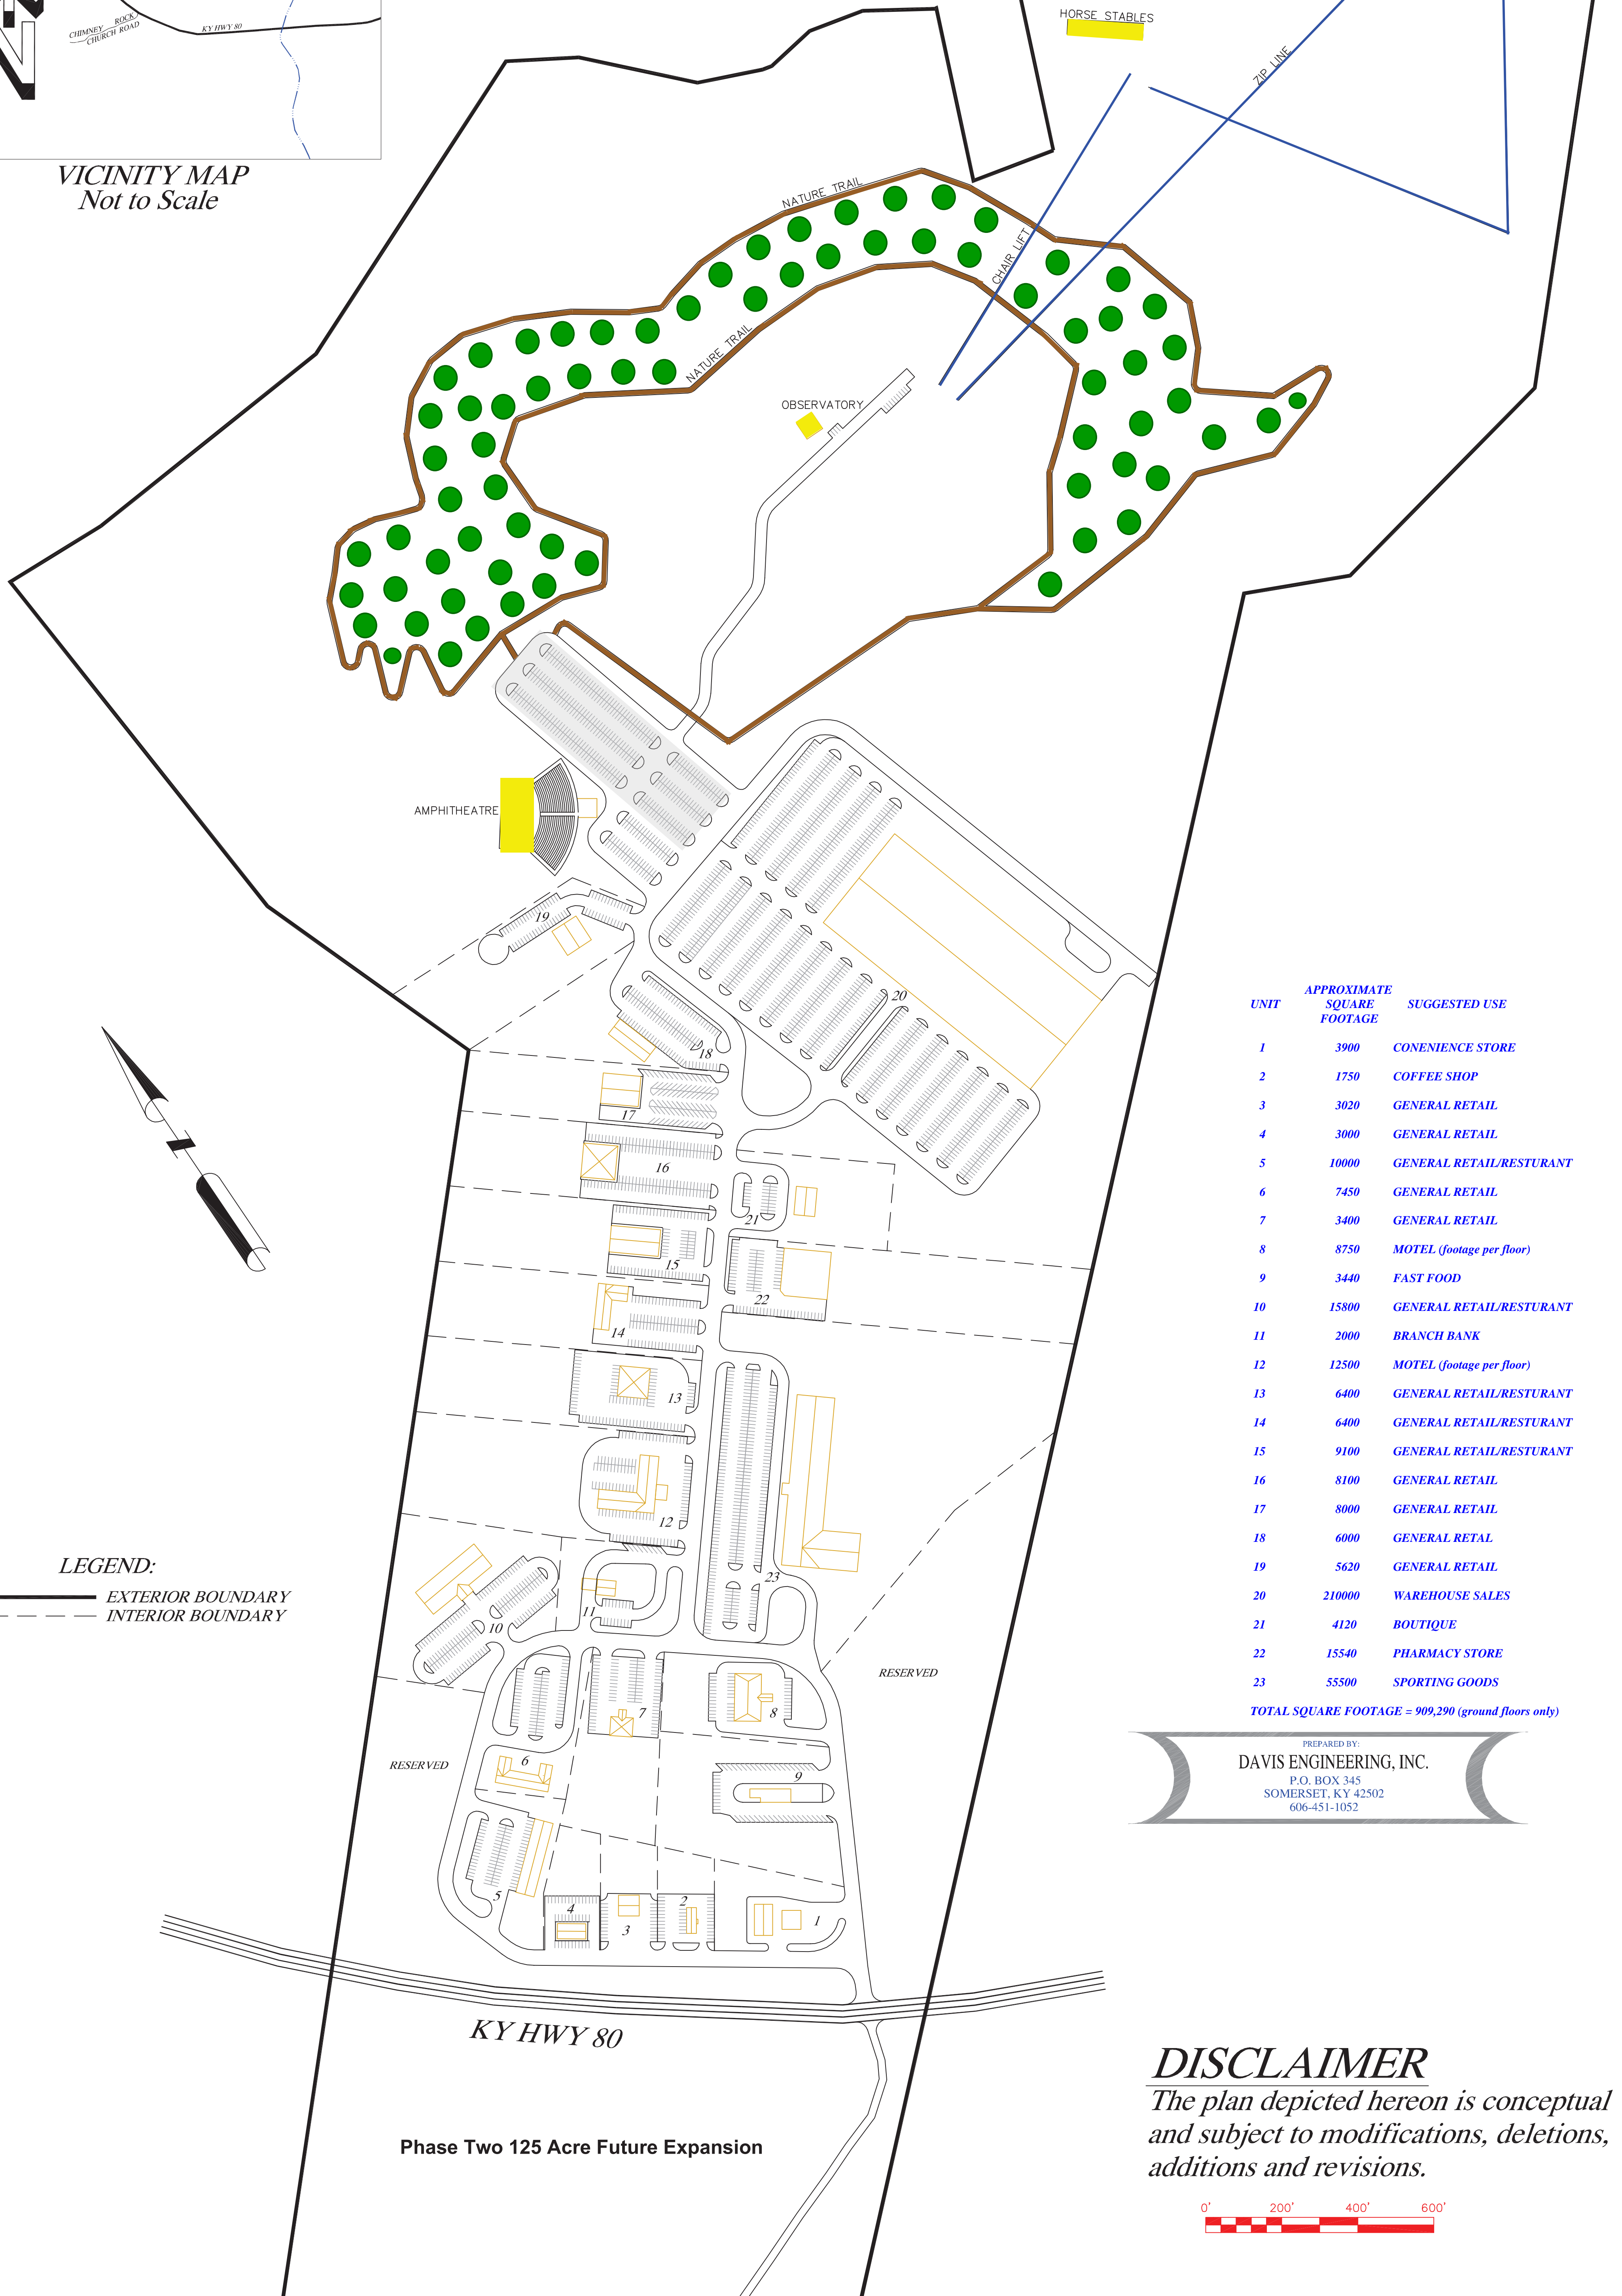 CHIMNEY ROCK
CHURCH ROAD
KY HWY 80
VICINITY MAP
Not to Scale
HORSE STABLES
ZIP LINE
NATURE TRAIL
CHAIR LIFT
NATURE TRAIL
OBSERVATORY
AMPHITHEATRE
19
20
18
17
16
21
15
22
14
13
12
23
11
10
RESERVED
7
8
6
RESERVED
9
5
4
3
2
1
KY HWY 80
Phase Two 125 Acre Future Expansion
LEGEND:
EXTERIOR BOUNDARY
INTERIOR BOUNDARY
UNIT APPROXIMATE SQUARE FOOTAGE SUGGESTED USE
1 3900 CONENIENCE STORE
2 1750 COFFEE SHOP
3 3020 GENERAL RETAIL
4 3000 GENERAL RETAIL
5 10000 GENERAL RETAIL/RESTURANT
6 7450 GENERAL RETAIL
7 3400 GENERAL RETAIL
8 8750 MOTEL (footage per floor)
9 3440 FAST FOOD
10 15800 GENERAL RETAIL/RESTURANT
11 2000 BRANCH BANK
12 12500 MOTEL (footage per floor)
13 6400 GENERAL RETAIL/RESTURANT
14 6400 GENERAL RETAIL/RESTURANT
15 9100 GENERAL RETAIL/RESTURANT
16 8100 GENERAL RETAIL
17 8000 GENERAL RETAIL
18 6000 GENERAL RETAL
19 5620 GENERAL RETAIL
20 210000 WAREHOUSE SALES
21 4120 BOUTIQUE
22 15540 PHARMACY STORE
23 55500 SPORTING GOODS
TOTAL SQUARE FOOTAGE = 909,290 (ground floors only)
PREPARED BY:
DAVIS ENGINEERING, INC.
P.O. BOX 345
SOMERSET, KY 42502
606-451-1052
DISCLAIMER
The plan depicted hereon is conceptual
and subject to modifications, deletions,
additions and revisions.
0' 200' 400' 600'